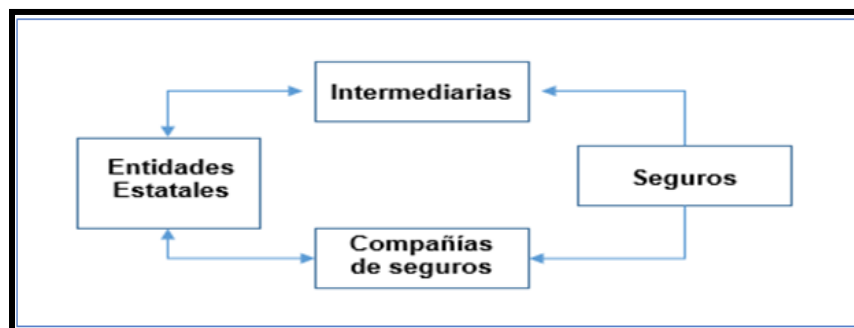 Intermediarias
Entidades
Estatales
Seguros
Compañías
de seguros